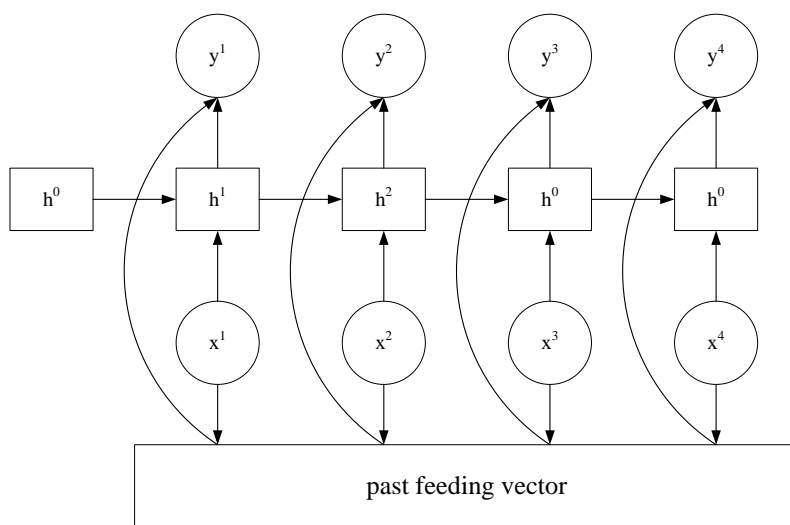 y¹ y² y³ y⁴
h⁰ h¹ h² h⁰ h⁰
x¹ x² x³ x⁴
past feeding vector